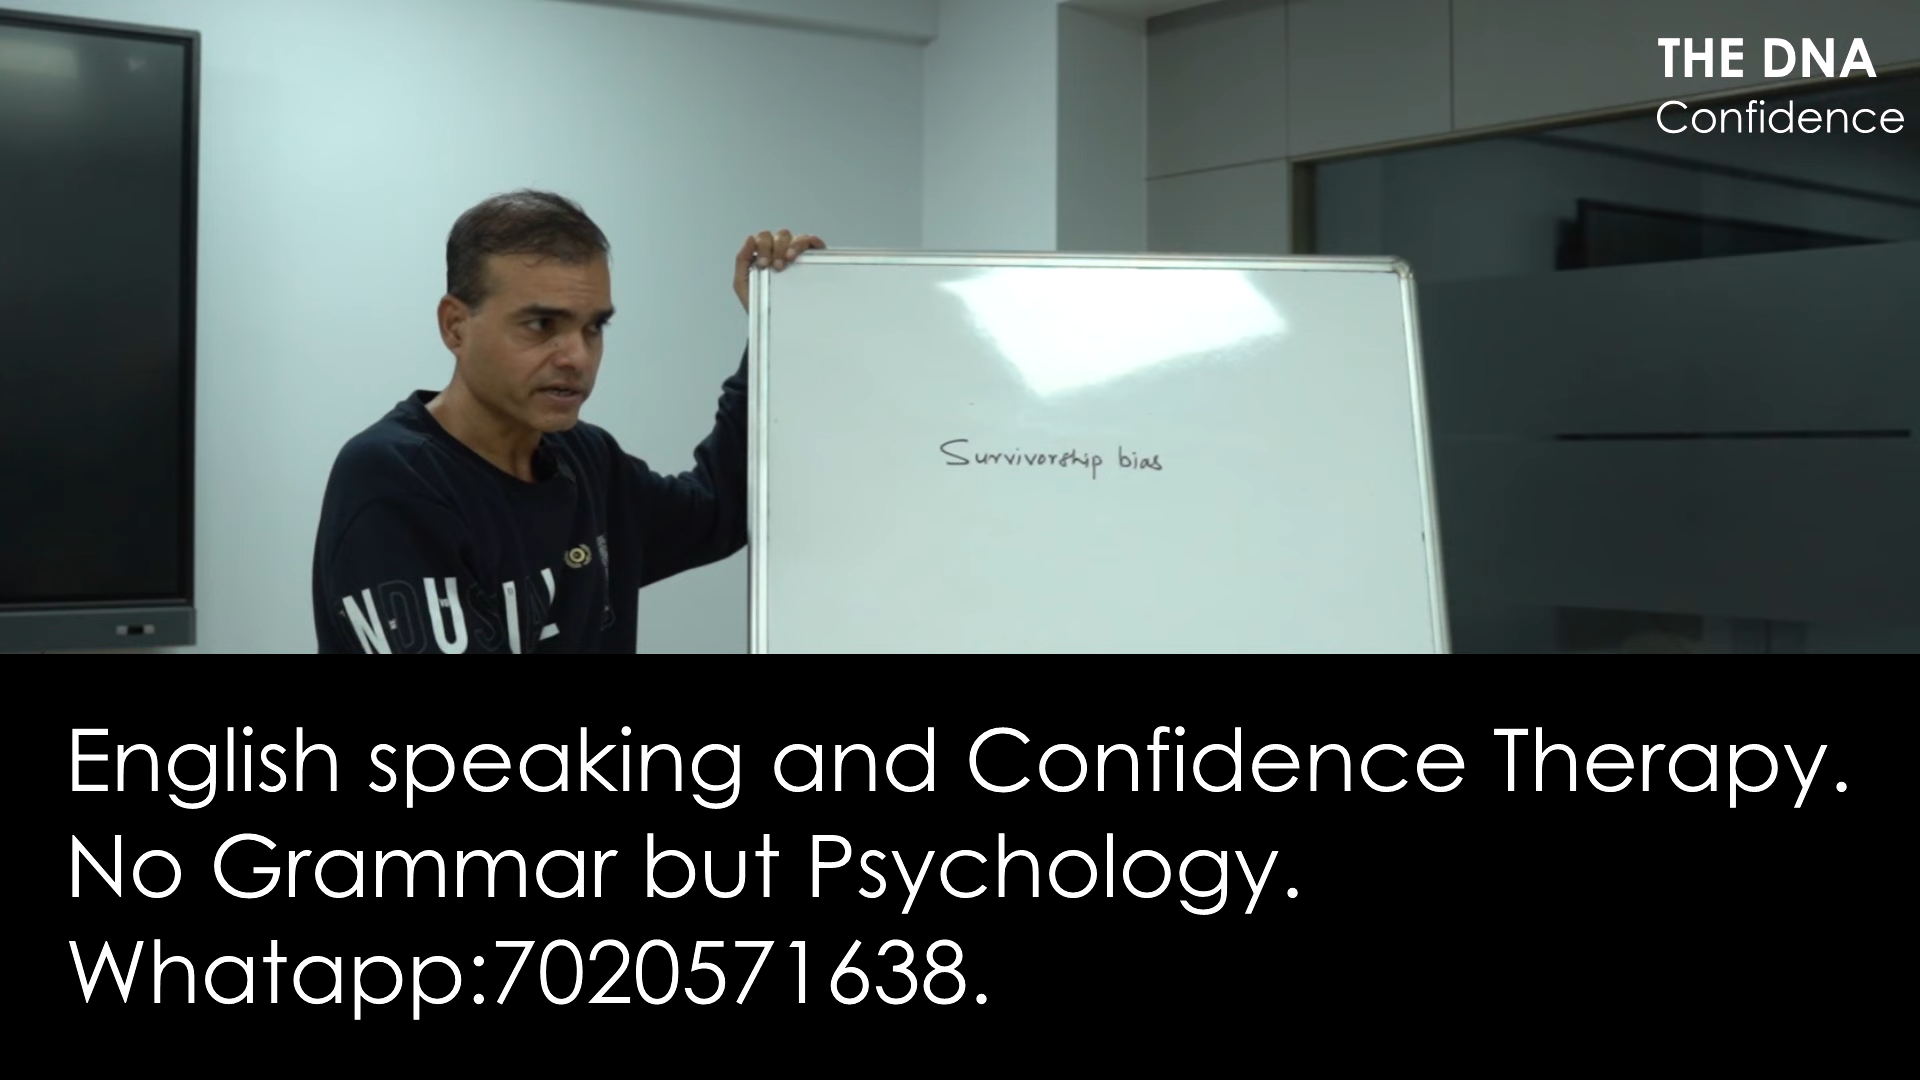 THE DNA
Confidence
Survivorship bias
English speaking and Confidence Therapy.
No Grammar but Psychology.
Whatapp:7020571638.